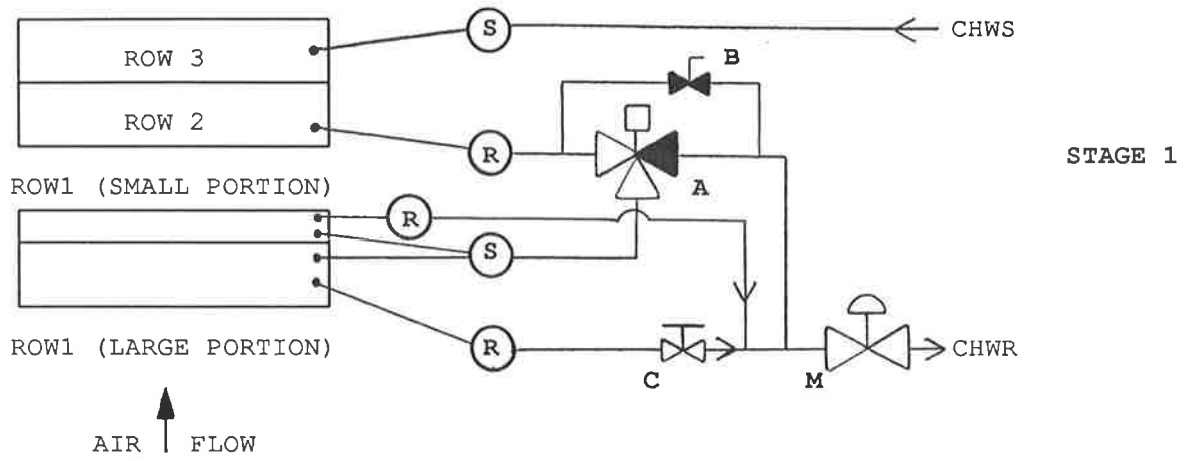 S
CHWS
ROW 3
B
ROW 2
R
STAGE 1
A
ROW1 (SMALL PORTION)
R
S
ROW1 (LARGE PORTION)
R
C
M
CHWR
AIR FLOW